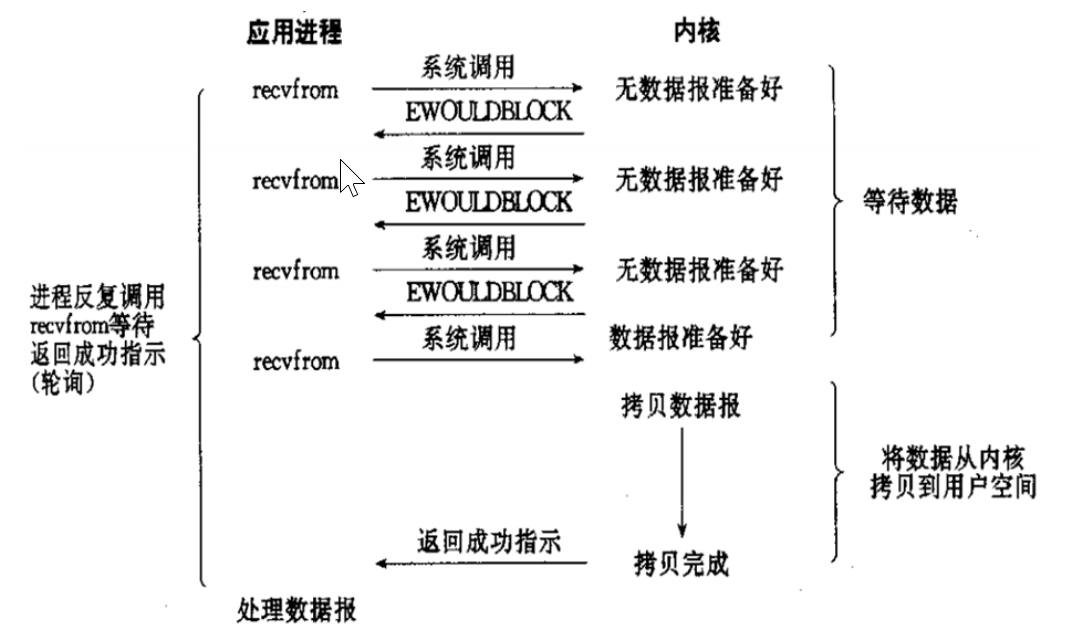 应用进程
内核
recvfrom
系统调用
无数据报准备好
EWOULDBLOCK
recvfrom
系统调用
无数据报准备好
EWOULDBLOCK
等待数据
recvfrom
系统调用
无数据报准备好
EWOULDBLOCK
recvfrom
系统调用
数据报准备好
进程反复调用
recvfrom等待
返回成功指示
(轮询)
拷贝数据报
将数据从内核
拷贝到用户空间
返回成功指示
拷贝完成
处理数据报